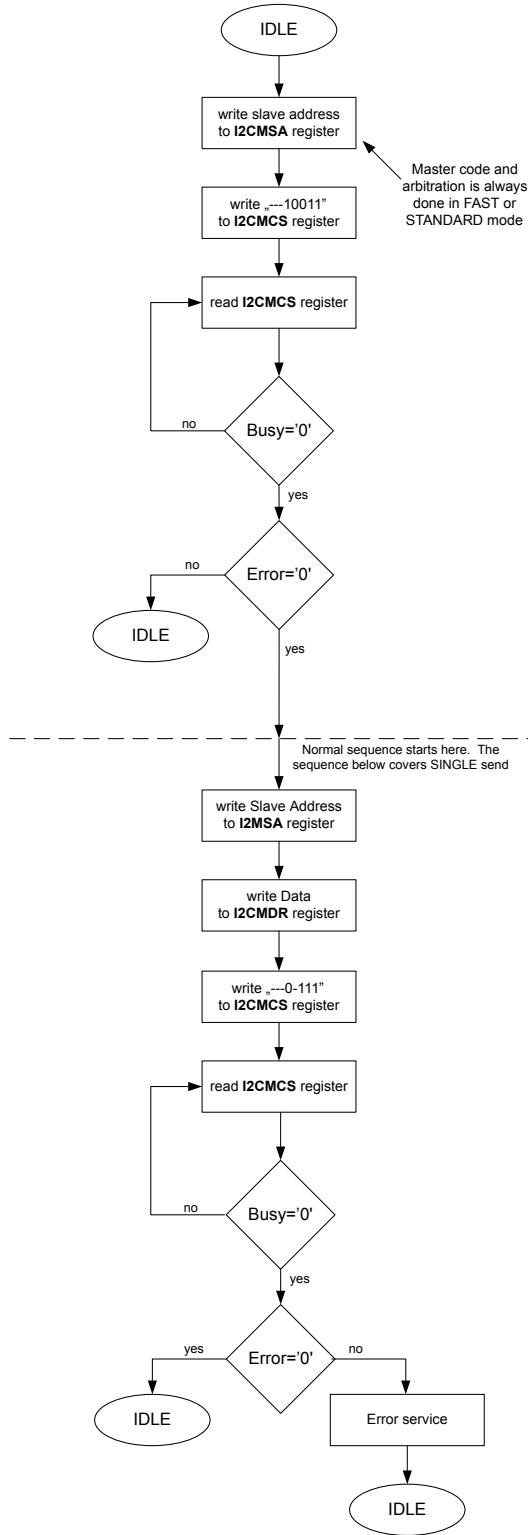 IDLE
write slave address
to I2CMSA register
Master code and
arbitration is always
done in FAST or
STANDARD mode
write „---10011”
to I2CMCS register
read I2CMCS register
Busy=’0'
no
yes
Error=’0'
no
IDLE
yes
Normal sequence starts here. The
sequence below covers SINGLE send
write Slave Address
to I2MSA register
write Data
to I2CMDR register
write „---0-111”
to I2CMCS register
read I2CMCS register
Busy=’0'
no
yes
Error=’0'
yes
no
IDLE
Error service
IDLE